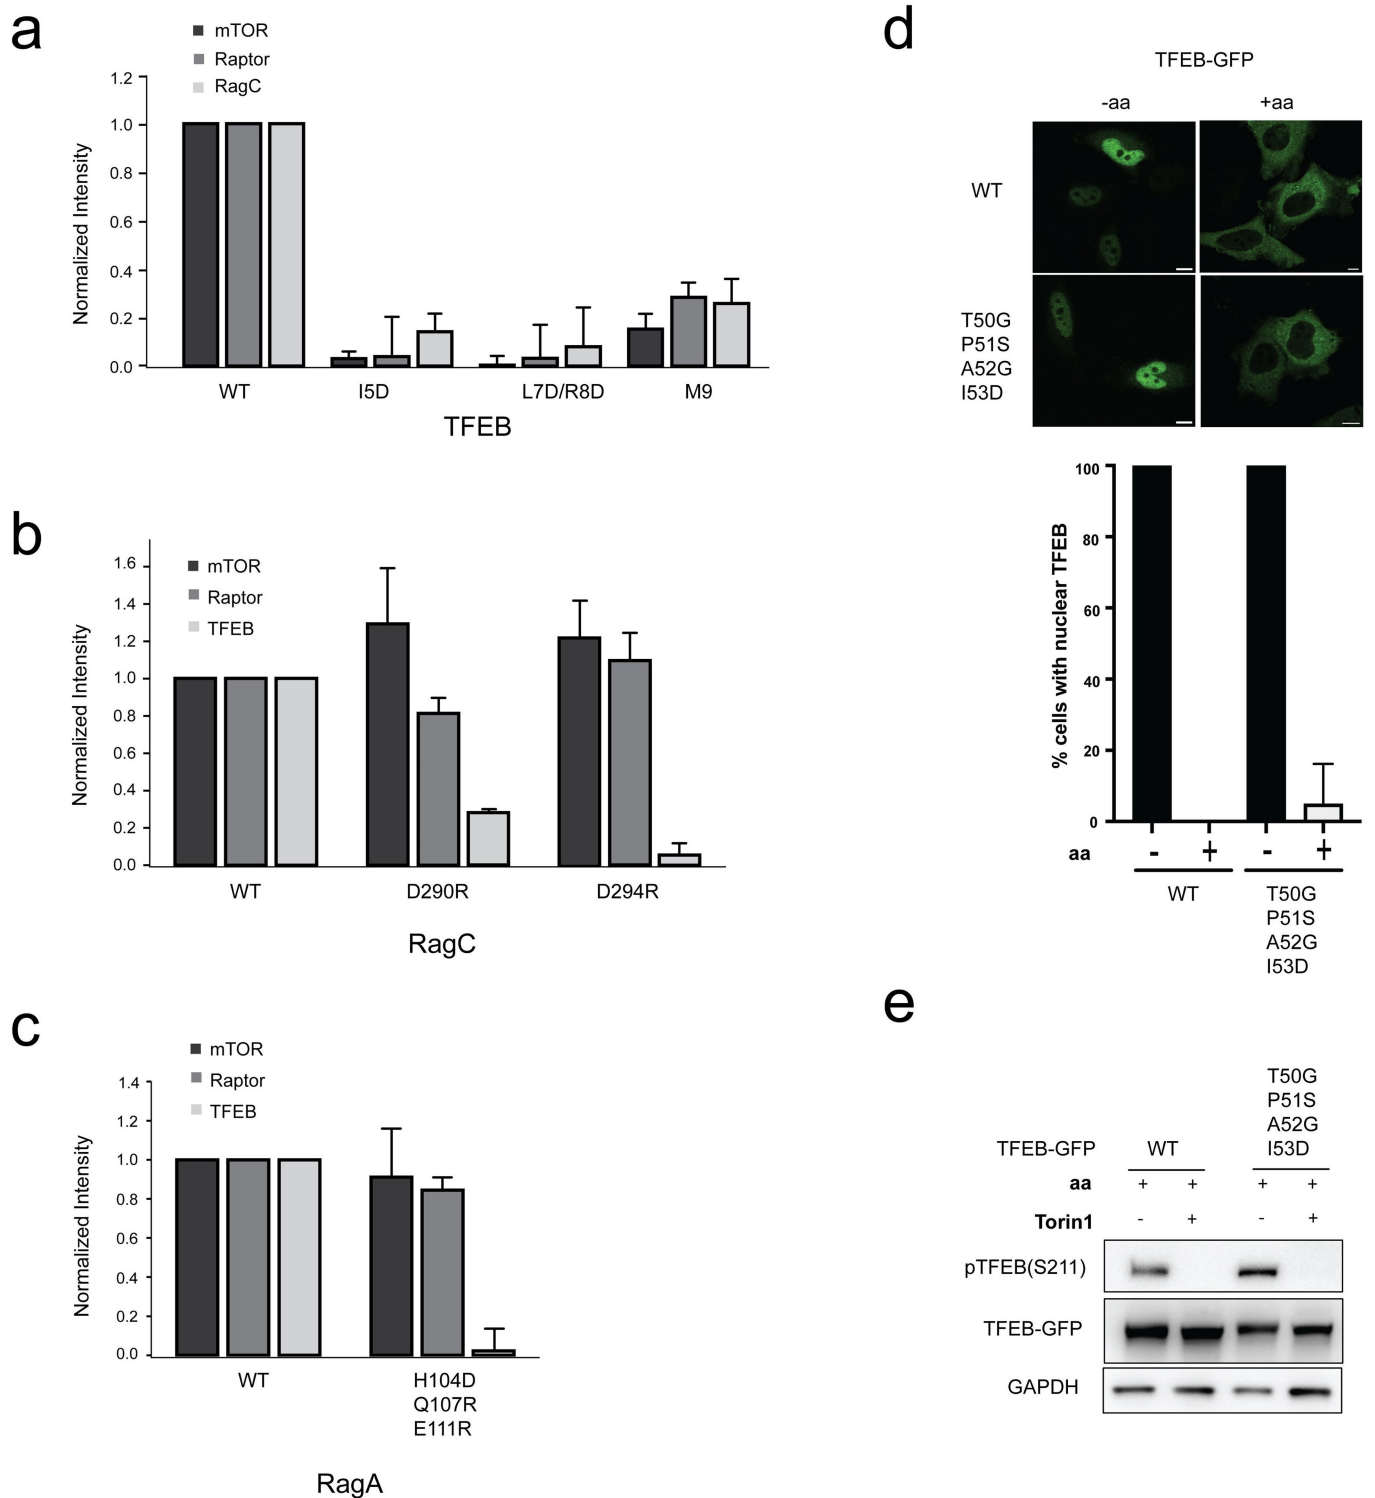 a
mTOR
Raptor
RagC
Normalized Intensity
1.2
1.0
0.8
0.6
0.4
0.2
0.0
WT I5D L7D/R8D M9
TFEB
b
mTOR
Raptor
TFEB
Normalized Intensity
1.6
1.4
1.2
1.0
0.8
0.6
0.4
0.2
0.0
WT D290R D294R
RagC
c
mTOR
Raptor
TFEB
Normalized Intensity
1.4
1.2
1.0
0.8
0.6
0.4
0.2
0.0
WT H104D
Q107R
E111R
RagA
d
TFEB-GFP
-aa +aa
WT
T50G
P51S
A52G
I53D
% cells with nuclear TFEB
100
80
60
40
20
0
aa - + - +
WT T50G
P51S
A52G
I53D
e
T50G
P51S
A52G
TFEB-GFP WT I53D
aa + + + +
Torin1 - + - +
pTFEB(S211)
TFEB-GFP
GAPDH